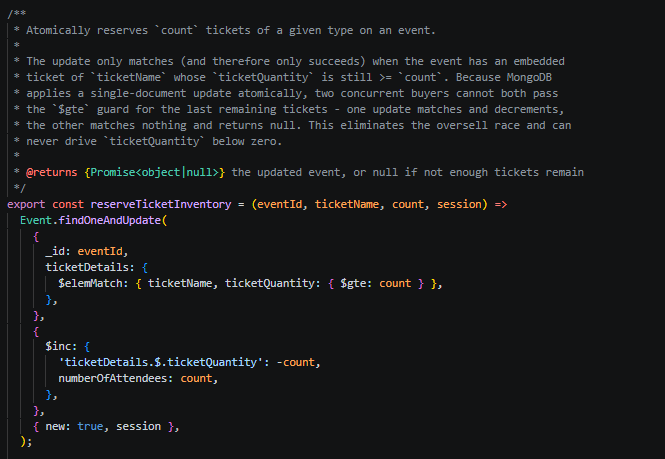 /**
 * Atomically reserves `count` tickets of a given type on an event.
 *
 * The update only matches (and therefore only succeeds) when the event has an embedded
 * ticket of `ticketName` whose `ticketQuantity` is still >= `count`. Because MongoDB
 * applies a single-document update atomically, two concurrent buyers cannot both pass
 * the `$gte` guard for the last remaining tickets - one update matches and decrements,
 * the other matches nothing and returns null. This eliminates the oversell race and can
 * never drive `ticketQuantity` below zero.
 *
 * @returns {Promise<object|null>} the updated event, or null if not enough tickets remain
 */
export const reserveTicketInventory = (eventId, ticketName, count, session) =>
  Event.findOneAndUpdate(
    {
      _id: eventId,
      ticketDetails: {
        $elemMatch: { ticketName, ticketQuantity: { $gte: count } },
      },
    },
    {
      $inc: {
        'ticketDetails.$.ticketQuantity': -count,
        numberOfAttendees: count,
      },
    },
    { new: true, session },
  );